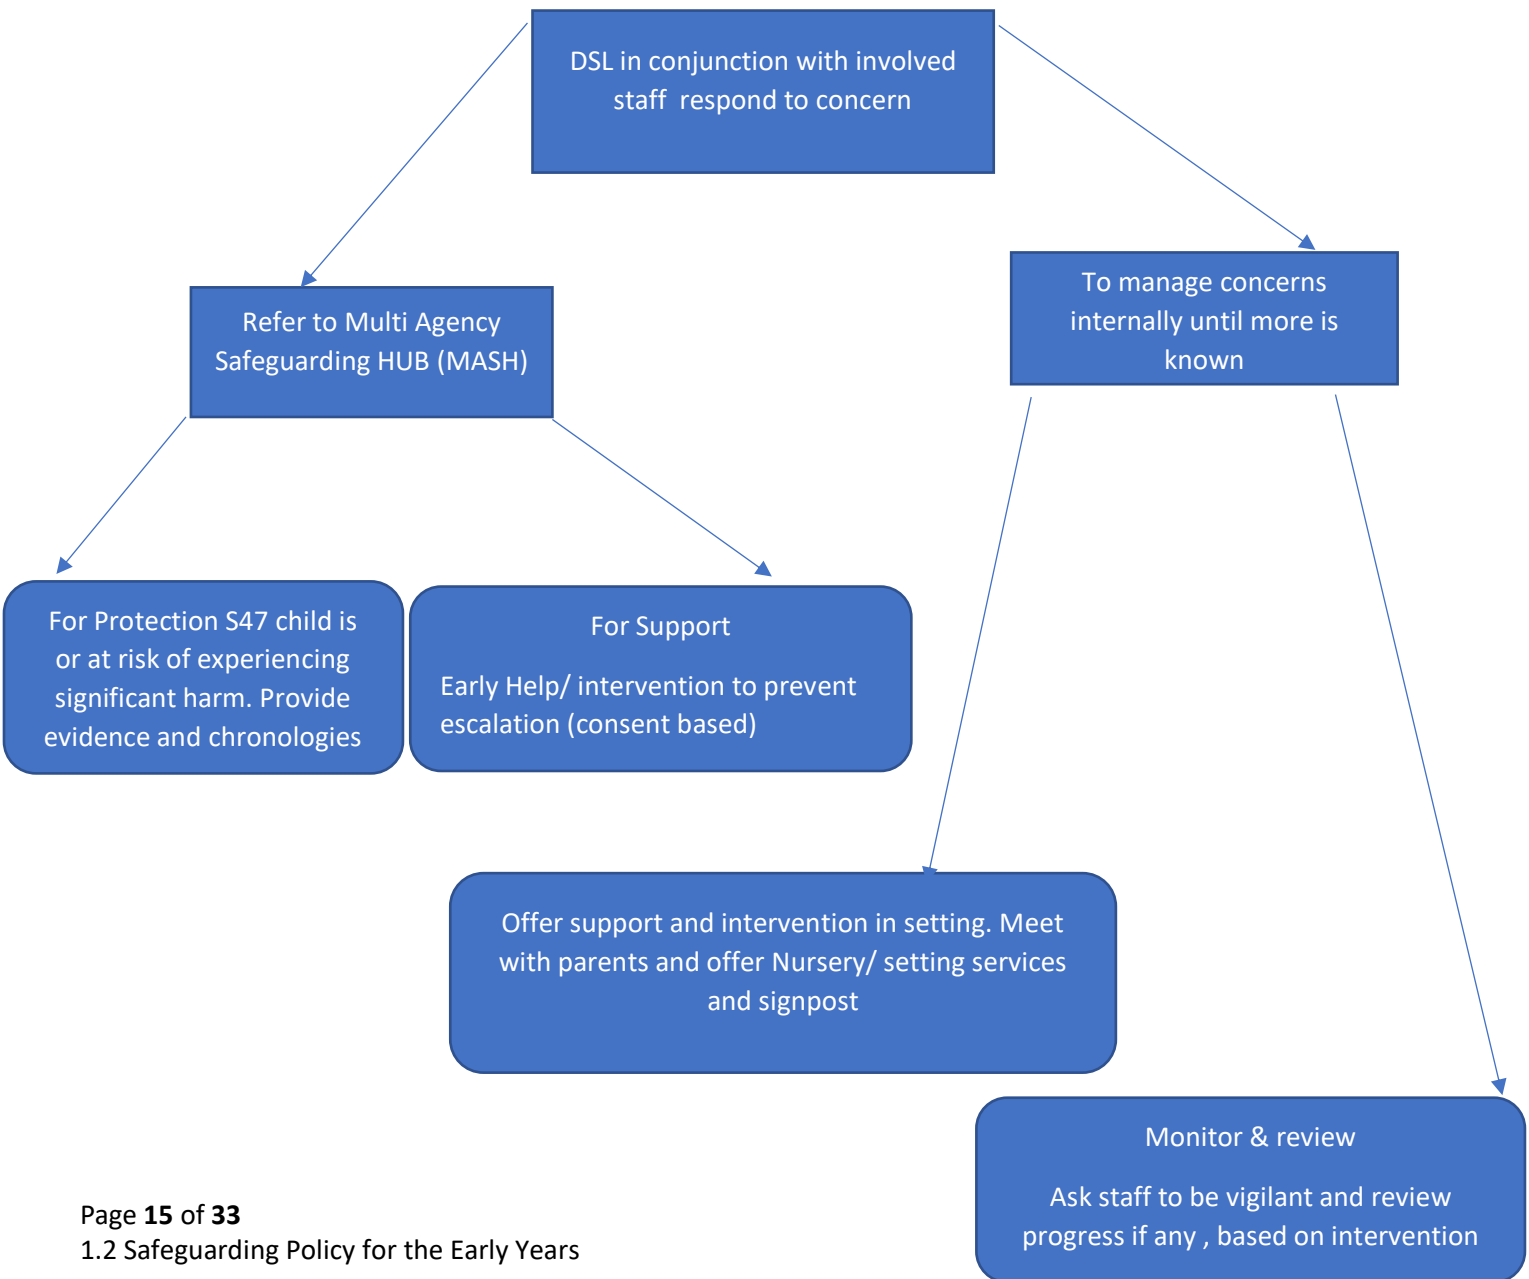 DSL in conjunction with involved
staff respond to concern
Refer to Multi Agency
Safeguarding HUB (MASH)
To manage concerns
internally until more is
known
For Protection S47 child is
or at risk of experiencing
significant harm. Provide
evidence and chronologies
For Support
Early Help/ intervention to prevent
escalation (consent based)
Offer support and intervention in setting. Meet
with parents and offer Nursery/ setting services
and signpost
Monitor & review
Ask staff to be vigilant and review
progress if any , based on intervention
Page 15 of 33
1.2 Safeguarding Policy for the Early Years